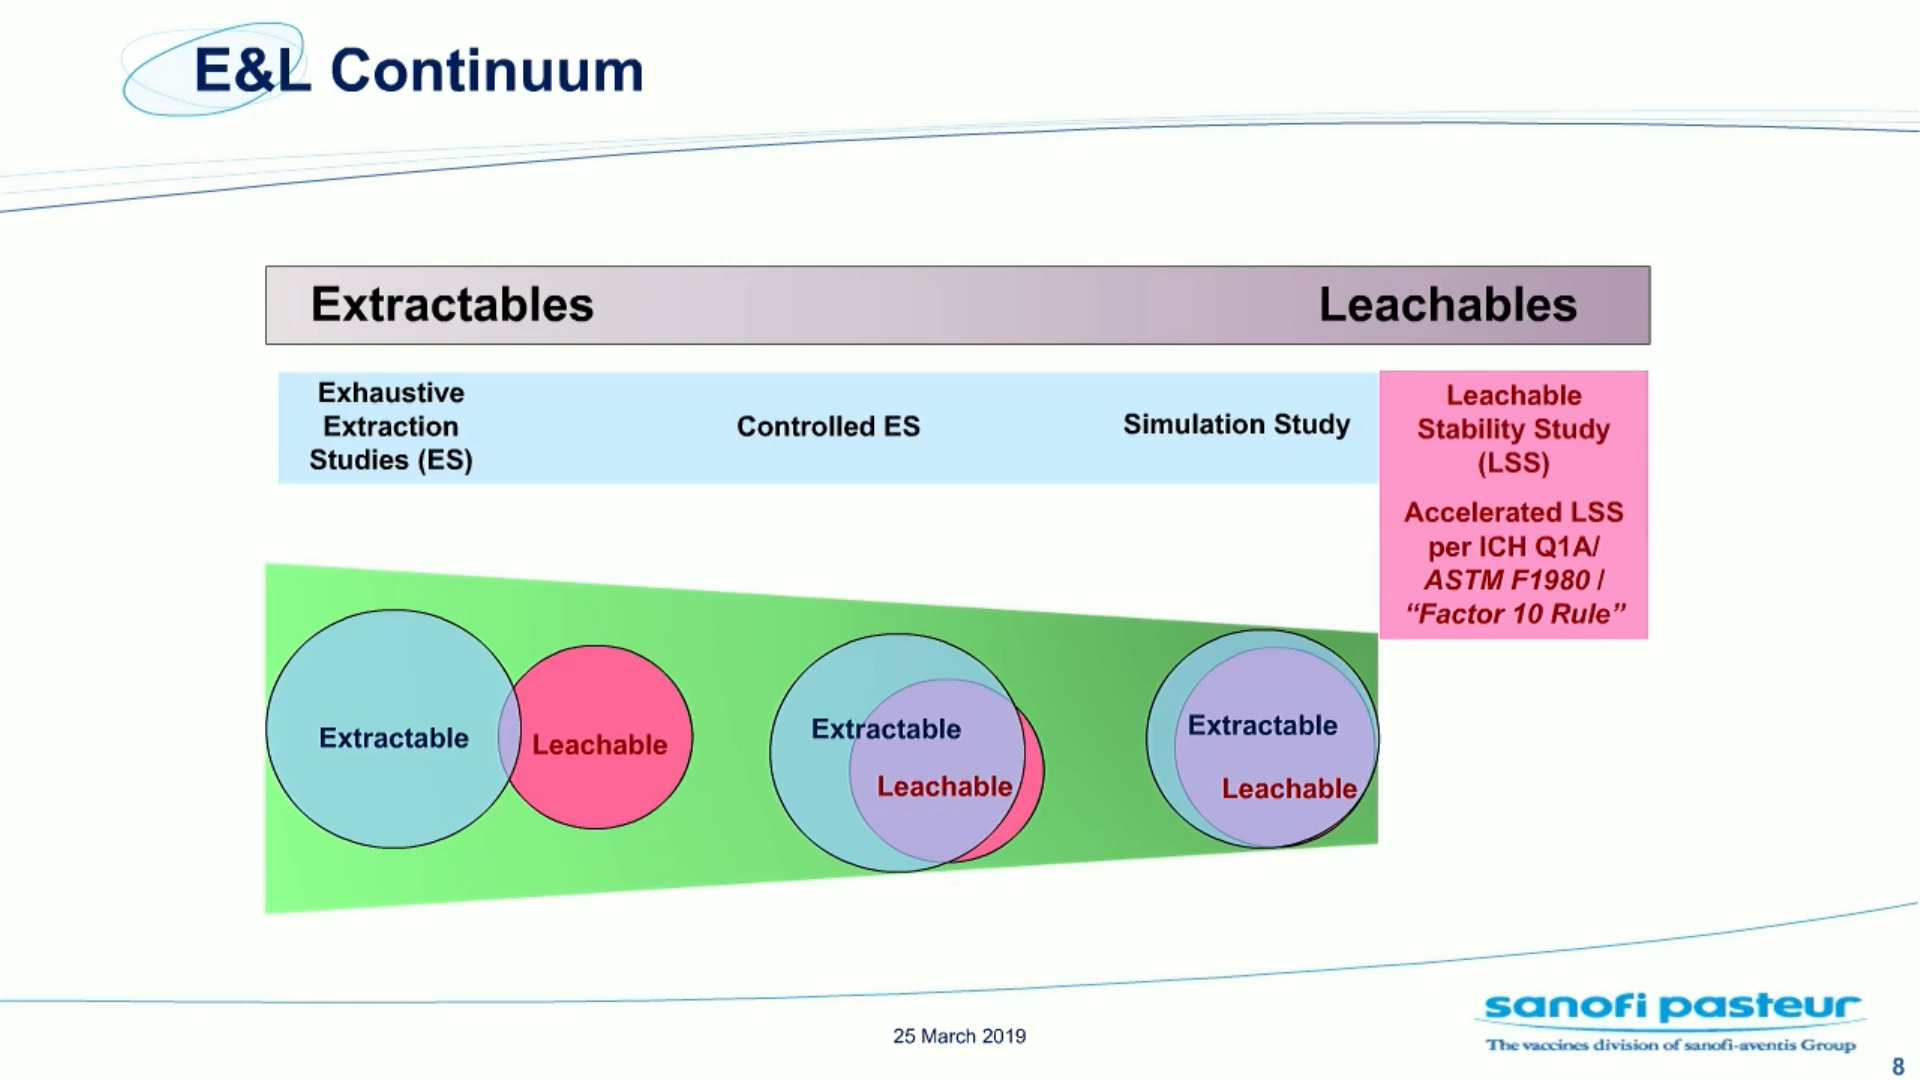 E&L Continuum
Extractables
Leachables
Exhaustive
Extraction
Studies (ES)
Controlled ES
Simulation Study
Leachable
Stability Study
(LSS)
Accelerated LSS
per ICH Q1A/
ASTM F1980 /
“Factor 10 Rule”
Extractable
Leachable
Extractable
Leachable
Extractable
Leachable
25 March 2019
sanofi pasteur
The vaccines division of sanofi-aventis Group
8